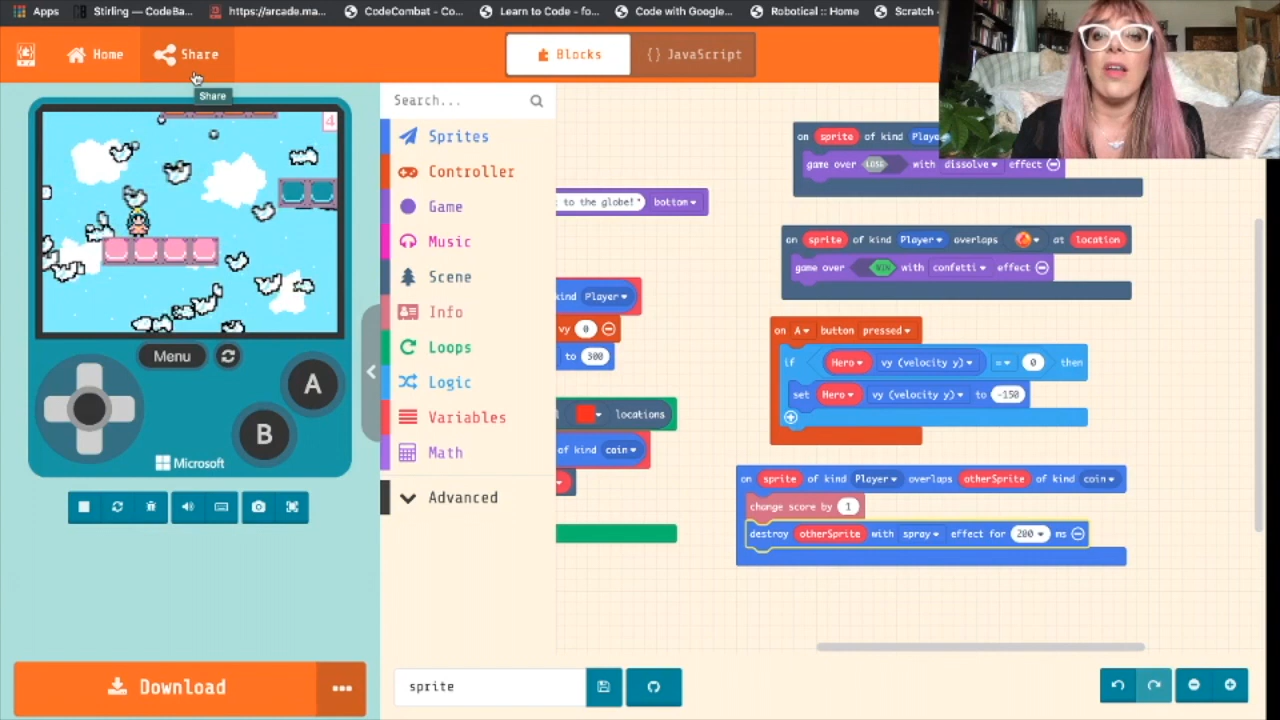 Apps
Stirling — CodeBa...
https://arcade.ma...
CodeCombat - Co...
Learn to Code - fo...
Code with Google...
Robotical :: Home
Scratch
Home
Share
Blocks
{} JavaScript
Share
4
Menu
A
B
Microsoft
Download
Search...
Sprites
Controller
Game
Music
Scene
Info
Loops
Logic
Variables
Math
Advanced
to the globe!" bottom
kind Player
vy 0
to 300
locations
of kind coin
on sprite of kind Playe
game over LOSE with dissolve effect
on sprite of kind Player overlaps at location
game over WIN with confetti effect
on A button pressed
if Hero vy (velocity y) = 0 then
set Hero vy (velocity y) to -150
on sprite of kind Player overlaps otherSprite of kind coin
change score by 1
destroy otherSprite with spray effect for 200 ms
sprite